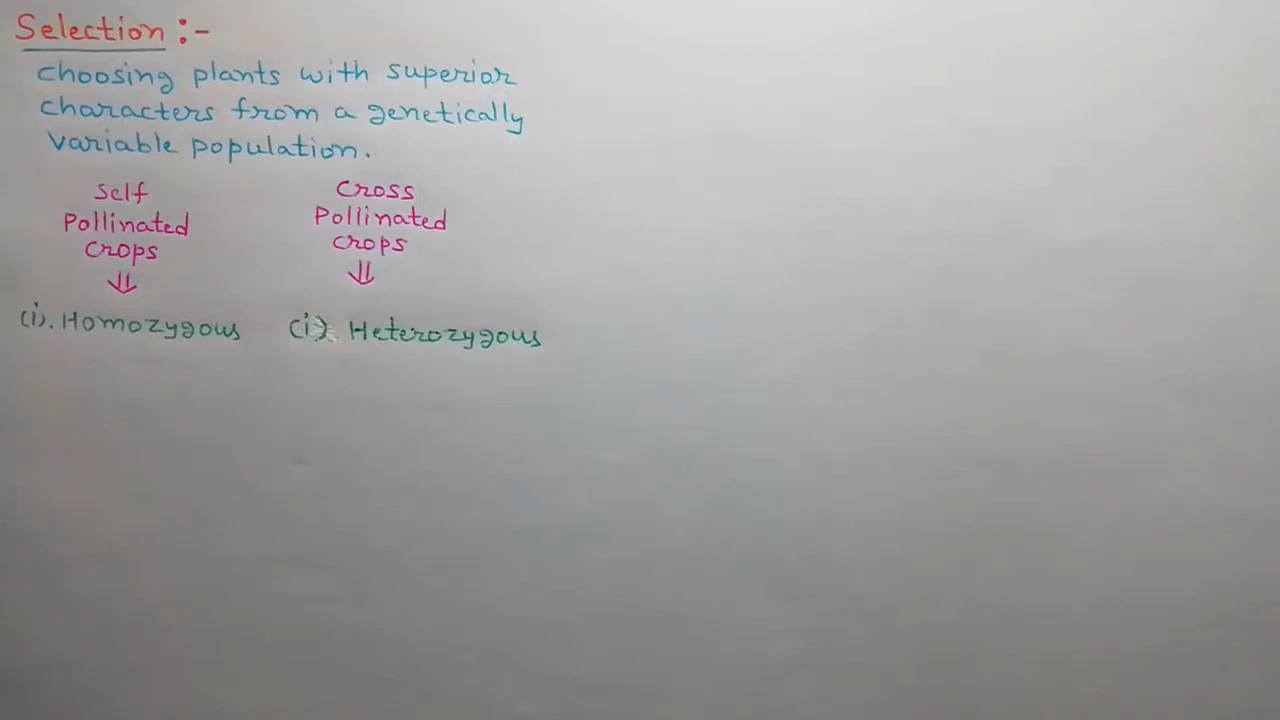 Selection :-
choosing plants with superior
characters from a genetically
variable population.
Self
Pollinated
Crops
⇓
(i). Homozygous
Cross
Pollinated
Crops
⇓
(i). Heterozygous